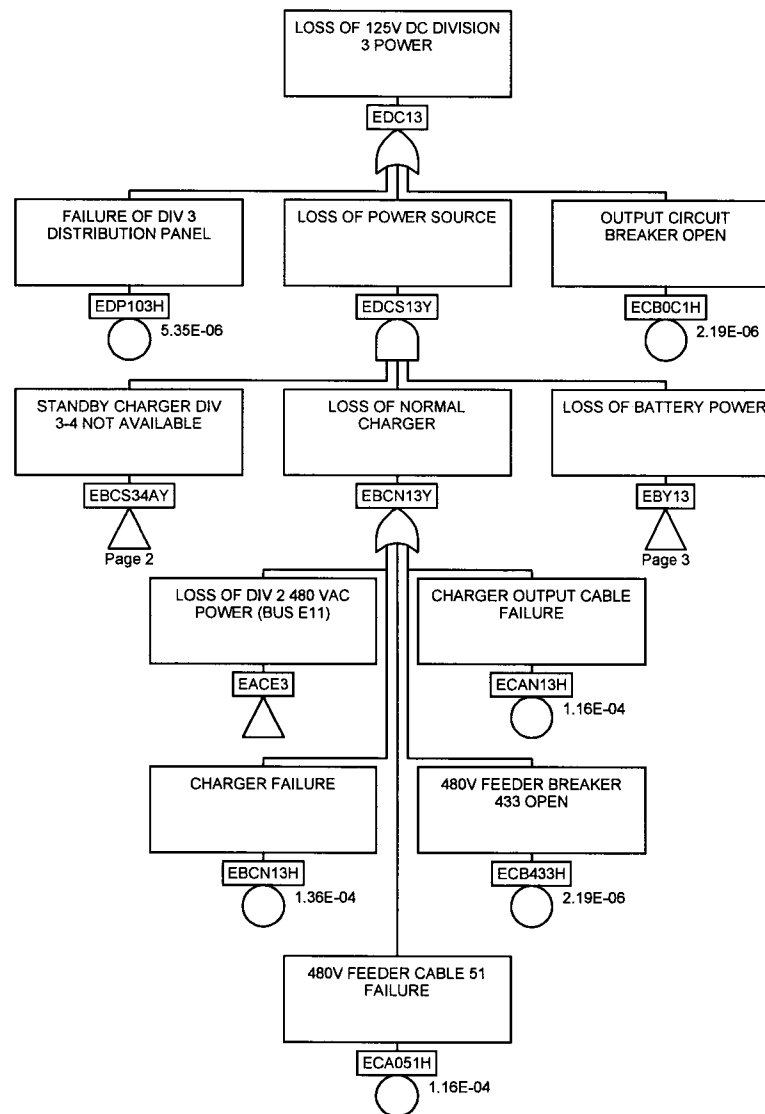 LOSS OF 125V DC DIVISION
3 POWER
EDC13
FAILURE OF DIV 3
DISTRIBUTION PANEL
EDP103H
5.35E-06
LOSS OF POWER SOURCE
EDCS13Y
OUTPUT CIRCUIT
BREAKER OPEN
ECB0C1H
2.19E-06
STANDBY CHARGER DIV
3-4 NOT AVAILABLE
EBCS34AY
Page 2
LOSS OF NORMAL
CHARGER
EBCN13Y
LOSS OF BATTERY POWER
EBY13
Page 3
LOSS OF DIV 2 480 VAC
POWER (BUS E11)
EACE3
CHARGER OUTPUT CABLE
FAILURE
ECAN13H
1.16E-04
CHARGER FAILURE
EBCN13H
1.36E-04
480V FEEDER BREAKER
433 OPEN
ECB433H
2.19E-06
480V FEEDER CABLE 51
FAILURE
ECA051H
1.16E-04